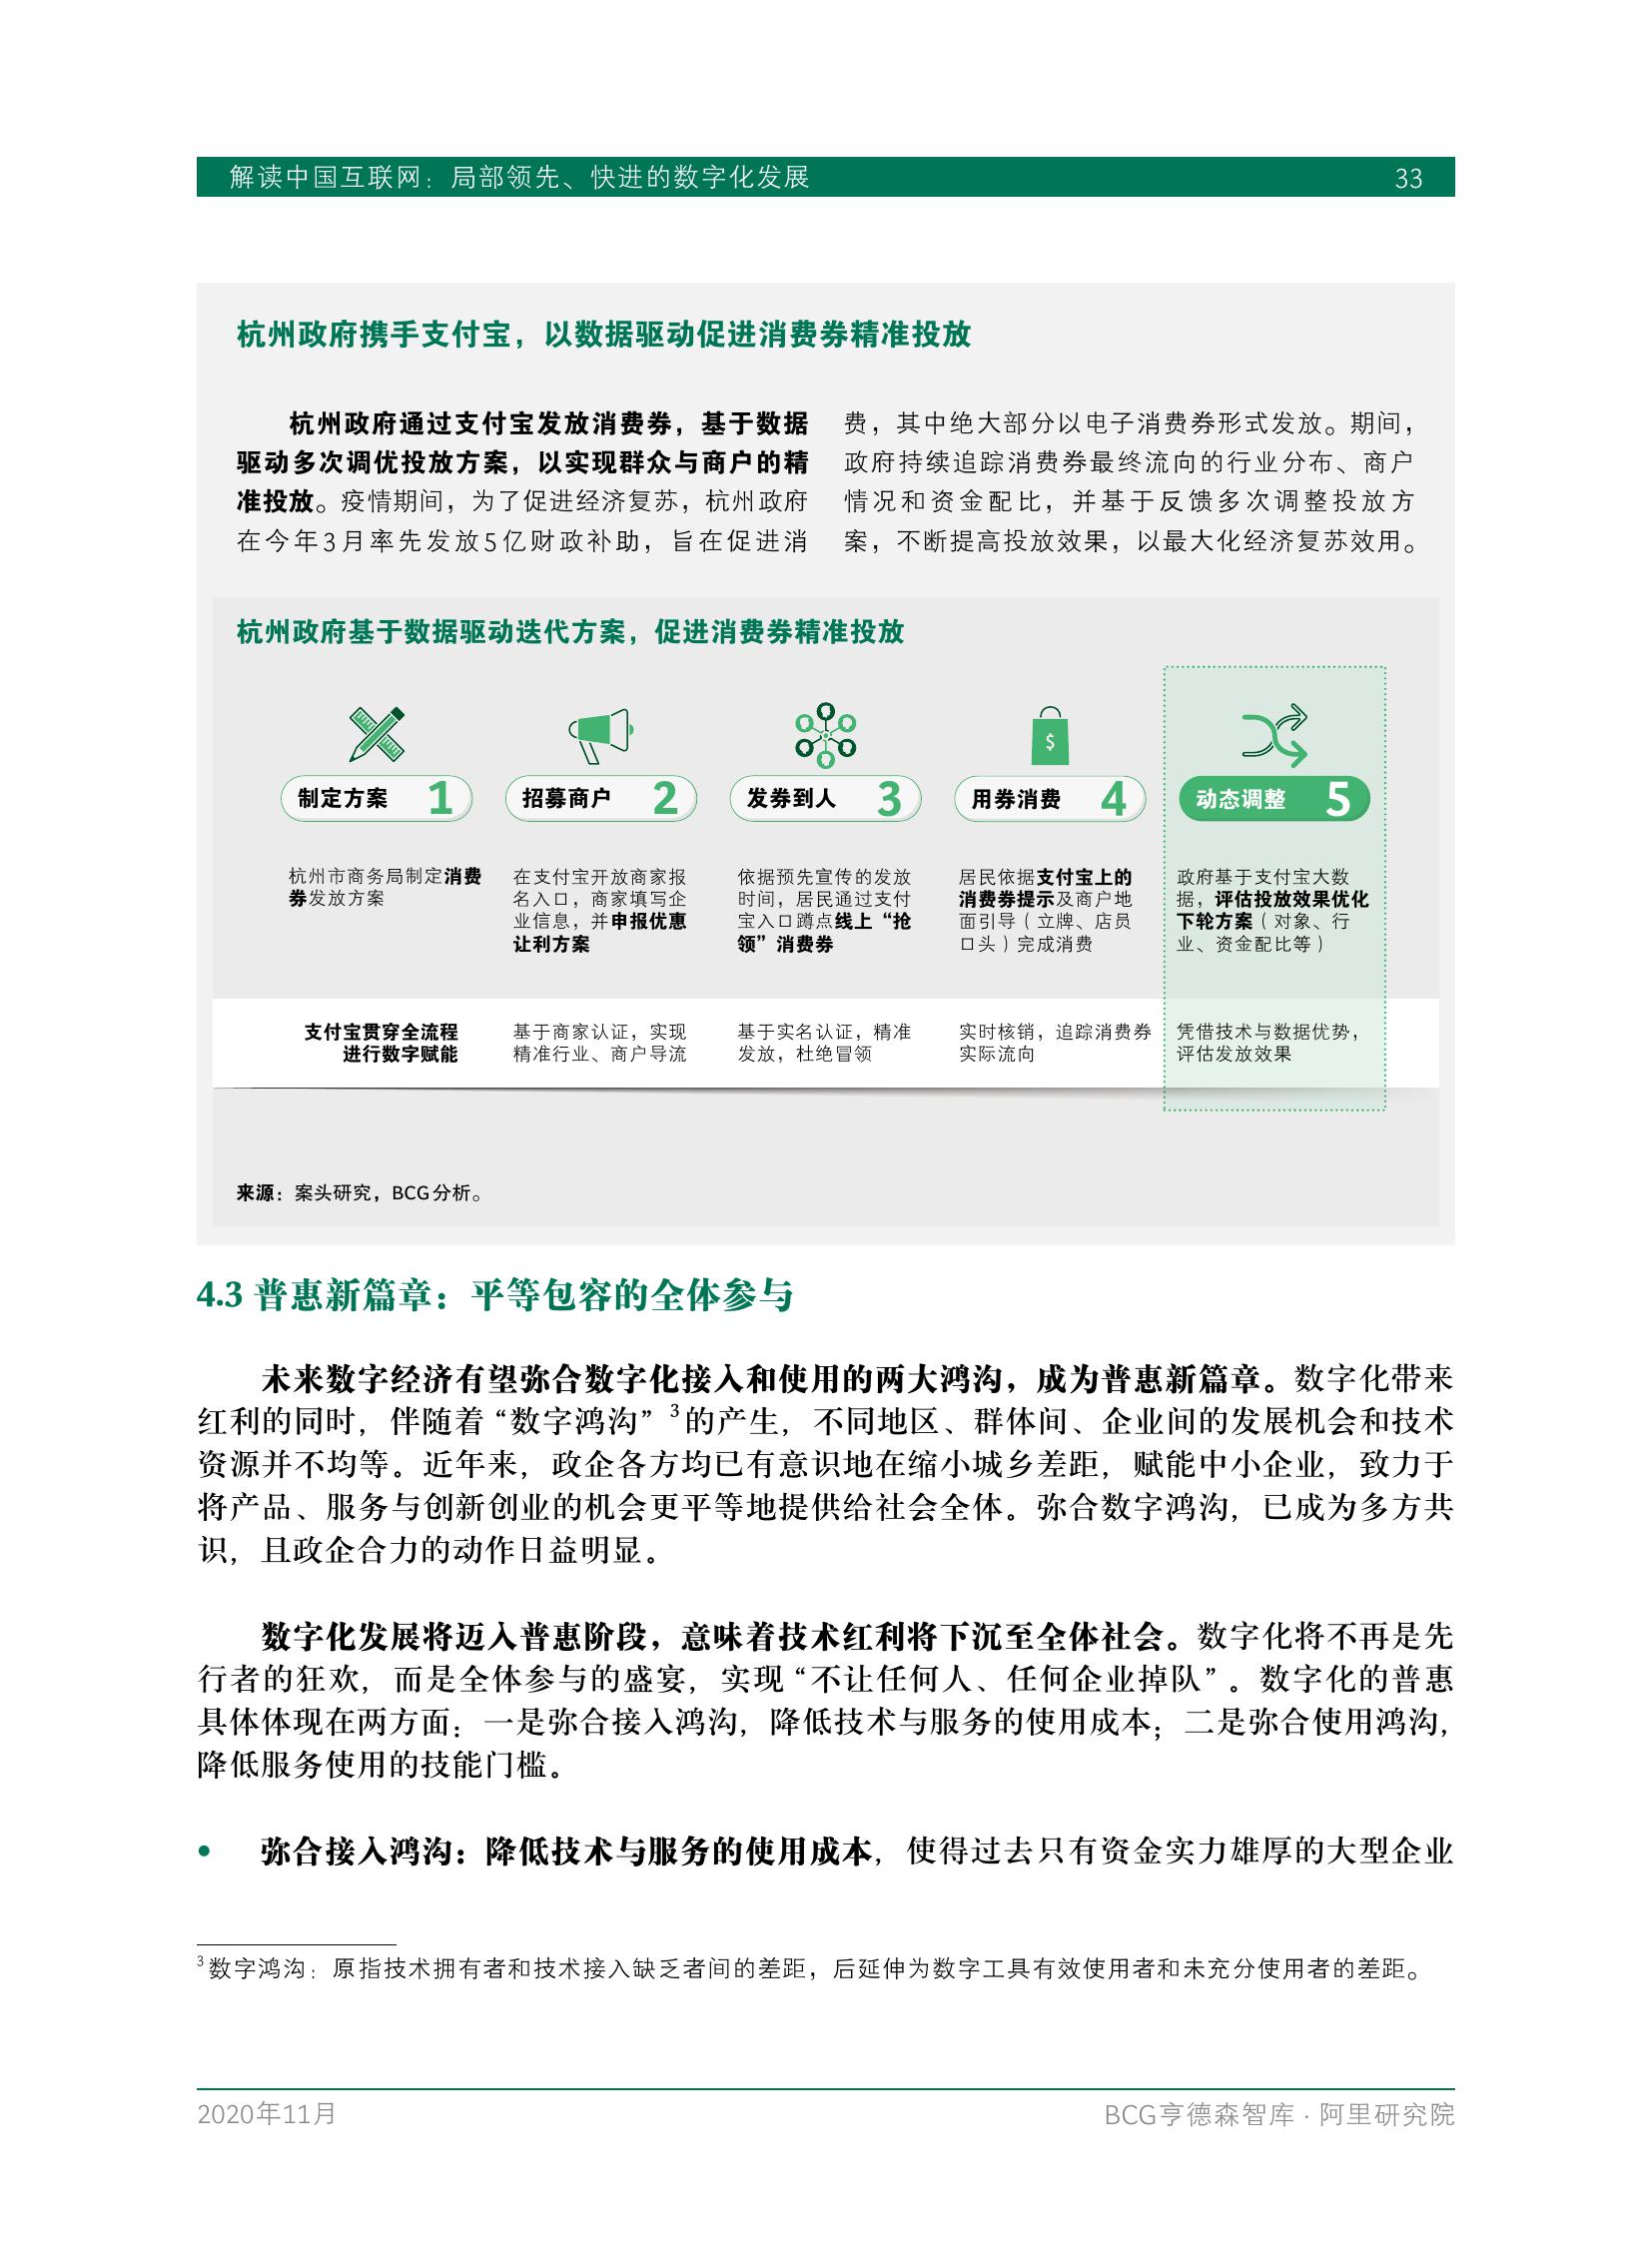 解读中国互联网：局部领先、快进的数字化发展
33
杭州政府携手支付宝，以数据驱动促进消费券精准投放
杭州政府通过支付宝发放消费券，基于数据
驱动多次调优投放方案，以实现群众与商户的精
准投放。疫情期间，为了促进经济复苏，杭州政府
在今年3月率先发放5亿财政补助，旨在促进消
费，其中绝大部分以电子消费券形式发放。期间，
政府持续追踪消费券最终流向的行业分布、商户
情况和资金配比，并基于反馈多次调整投放方
案，不断提高投放效果，以最大化经济复苏效用。
杭州政府基于数据驱动迭代方案，促进消费券精准投放
$
制定方案 1
招募商户 2
发券到人 3
用券消费 4
动态调整 5
杭州市商务局制定消费
券发放方案
在支付宝开放商家报
名入口，商家填写企
业信息，并申报优惠
让利方案
依据预先宣传的发放
时间，居民通过支付
宝入口蹲点线上“抢
领”消费券
居民依据支付宝上的
消费券提示及商户地
面引导（立牌、店员
口头）完成消费
政府基于支付宝大数
据，评估投放效果优化
下轮方案（对象、行
业、资金配比等）
支付宝贯穿全流程
进行数字赋能
基于商家认证，实现
精准行业、商户导流
基于实名认证，精准
发放，杜绝冒领
实时核销，追踪消费券
实际流向
凭借技术与数据优势，
评估发放效果
来源：案头研究，BCG分析。
4.3 普惠新篇章：平等包容的全体参与
未来数字经济有望弥合数字化接入和使用的两大鸿沟，成为普惠新篇章。数字化带来
红利的同时，伴随着“数字鸿沟”3的产生，不同地区、群体间、企业间的发展机会和技术
资源并不均等。近年来，政企各方均已有意识地在缩小城乡差距，赋能中小企业，致力于
将产品、服务与创新创业的机会更平等地提供给社会全体。弥合数字鸿沟，已成为多方共
识，且政企合力的动作日益明显。
数字化发展将迈入普惠阶段，意味着技术红利将下沉至全体社会。数字化将不再是先
行者的狂欢，而是全体参与的盛宴，实现“不让任何人、任何企业掉队”。数字化的普惠
具体体现在两方面：一是弥合接入鸿沟，降低技术与服务的使用成本；二是弥合使用鸿沟，
降低服务使用的技能门槛。
• 弥合接入鸿沟：降低技术与服务的使用成本，使得过去只有资金实力雄厚的大型企业
3 数字鸿沟：原指技术拥有者和技术接入缺乏者间的差距，后延伸为数字工具有效使用者和未充分使用者的差距。
2020年11月
BCG亨德森智库 · 阿里研究院